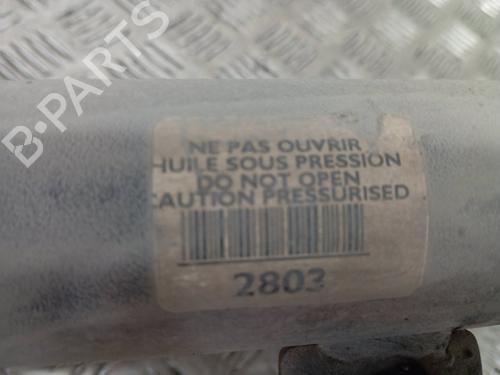 B-PARTS
NE PAS OUVRIR
HUILE SOUS PRESSION
DO NOT OPEN
CAUTION PRESSURISED
2803